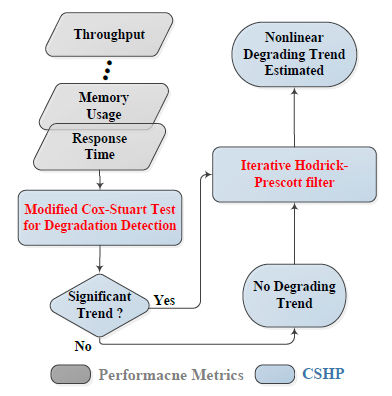 Throughput
Memory
Usage
Response
Time
Modified Cox-Stuart Test
for Degradation Detection
Significant
Trend ?
Yes
No
Nonlinear
Degrading Trend
Estimated
Iterative Hodrick-
Prescott filter
No Degrading
Trend
Performacne Metrics
CSHP